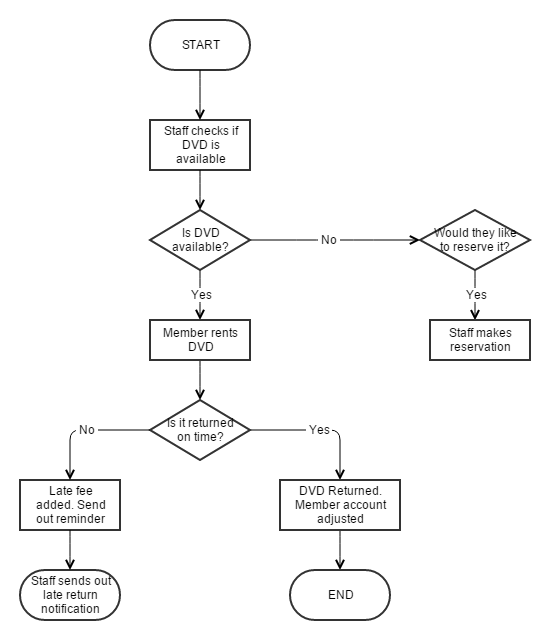 START
Staff checks if
DVD is
available
Is DVD
available?
No
Would they like
to reserve it?
Yes
Yes
Member rents
DVD
Staff makes
reservation
Is it returned
on time?
No
Yes
Late fee
added. Send
out reminder
DVD Returned.
Member account
adjusted
Staff sends out
late return
notification
END